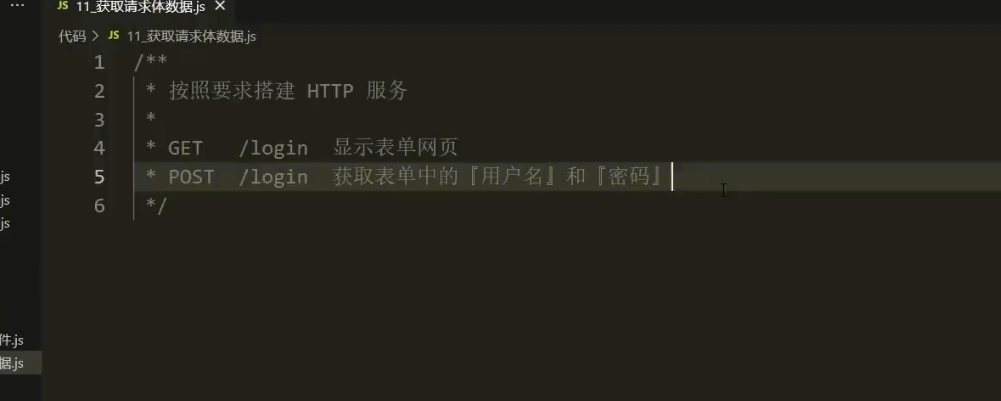 ··· JS 11_获取请求体数据.js ×
代码 > JS 11_获取请求体数据.js
1 /**
2 * 按照要求搭建 HTTP 服务
3 *
4 * GET /login 显示表单网页
5 * POST /login 获取表单中的『用户名』和『密码』
6 */
js
js
js
件.js
据.js